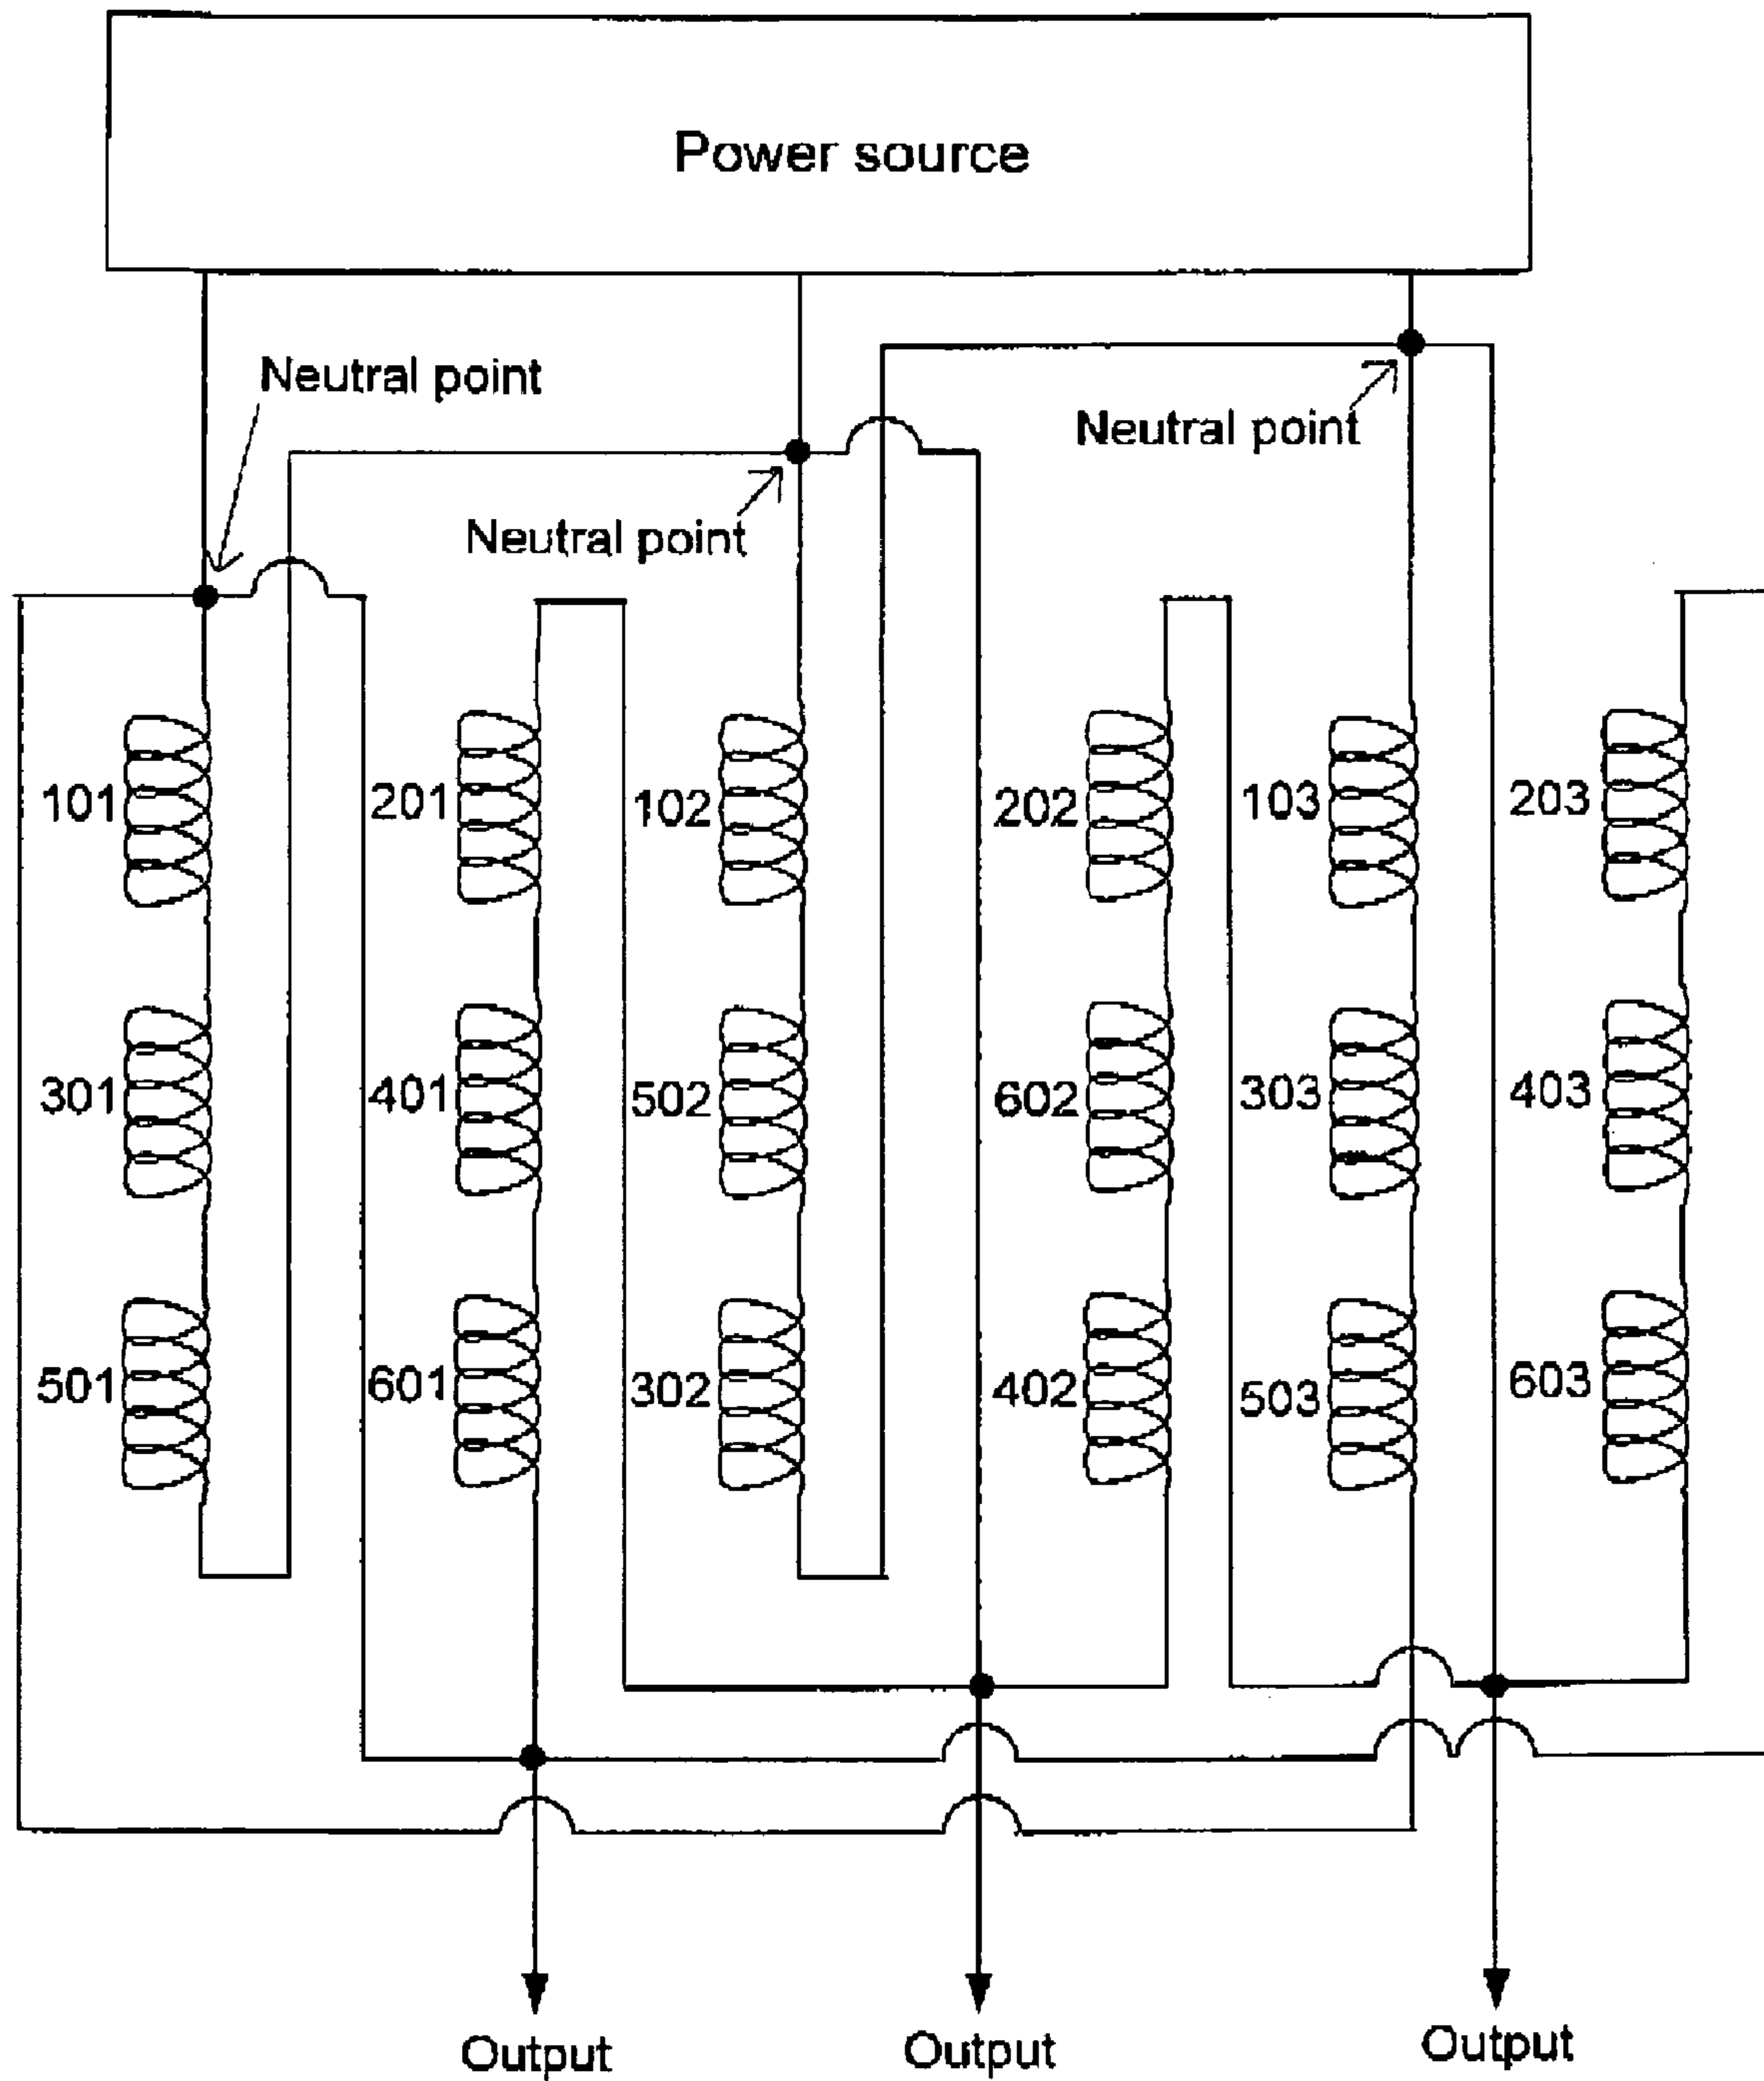 Power source
Neutral point
Neutral point
Neutral point
101 201 102 202 103 203
301 401 502 602 303 403
501 601 302 402 503 603
Output Output Output